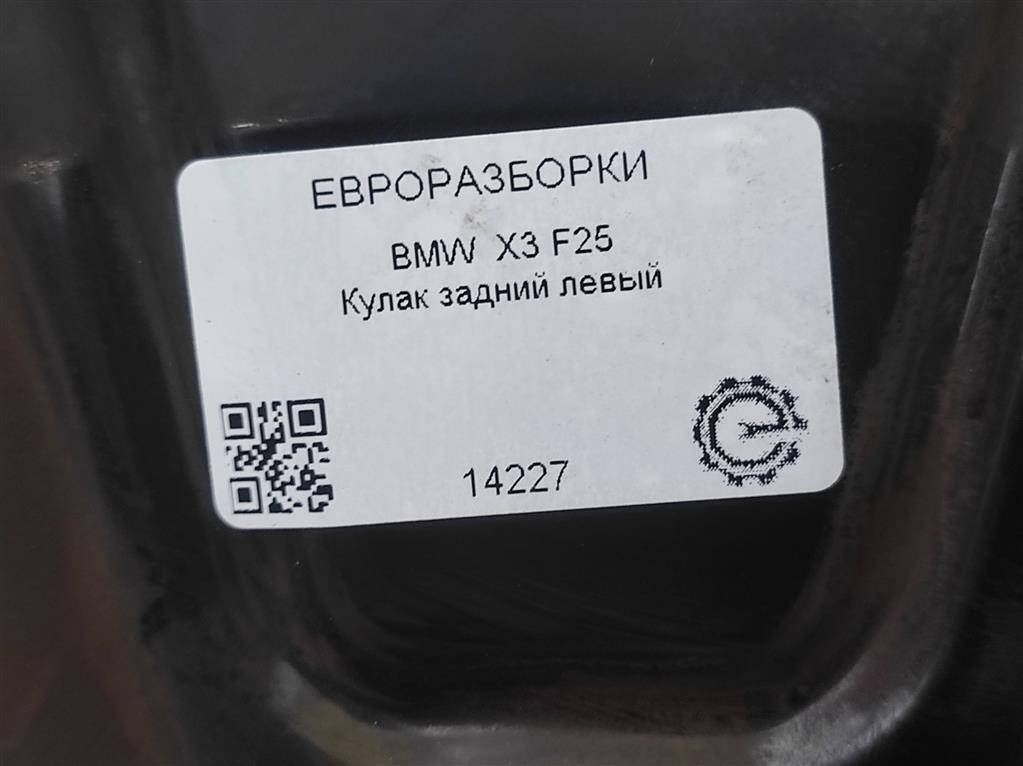 ЕВРОРАЗБОРКИ
BMW X3 F25
Кулак задний левый
14227